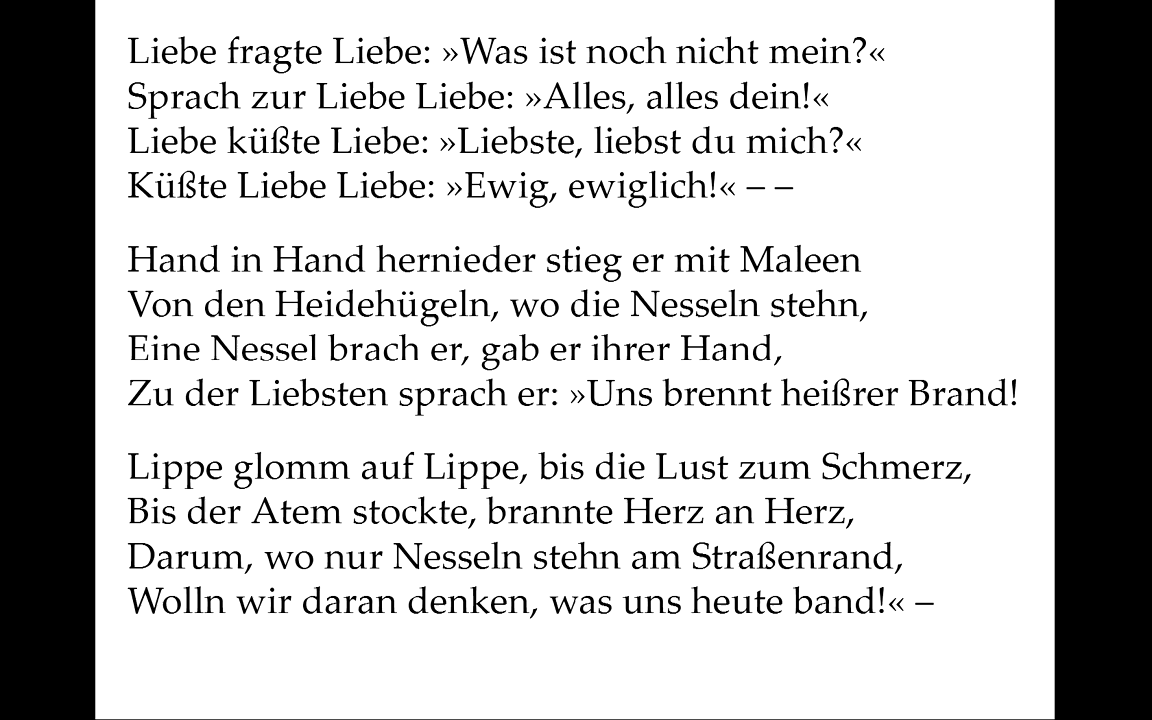 Liebe fragte Liebe: »Was ist noch nicht mein?«
Sprach zur Liebe Liebe: »Alles, alles dein!«
Liebe küßte Liebe: »Liebste, liebst du mich?«
Küßte Liebe Liebe: »Ewig, ewiglich!« – –
Hand in Hand hernieder stieg er mit Maleen
Von den Heidehügeln, wo die Nesseln stehn,
Eine Nessel brach er, gab er ihrer Hand,
Zu der Liebsten sprach er: »Uns brennt heißrer Brand!
Lippe glomm auf Lippe, bis die Lust zum Schmerz,
Bis der Atem stockte, brannte Herz an Herz,
Darum, wo nur Nesseln stehn am Straßenrand,
Wolln wir daran denken, was uns heute band!« –